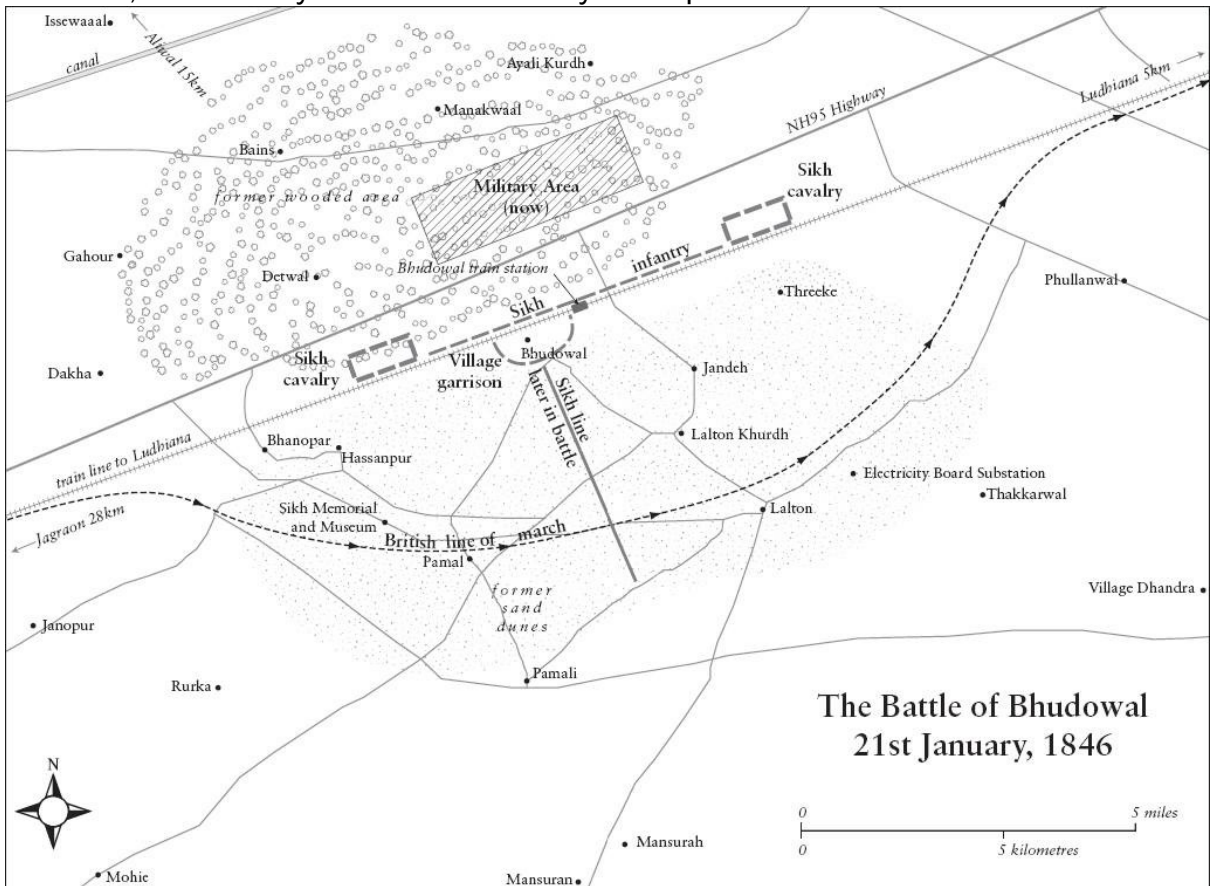 Issewaaal
canal
Aliwal 15km
Ayali Kurdh
Manakwaal
Bains
former wooded area
Military Area
(now)
NH95 Highway
Ludhiana 5km
Sikh
cavalry
Gahour
Detwal
Bhudowal train station
infantry
Sikh
Threeke
Phullanwal
Dakha
Sikh
cavalry
Village
garrison
Bhudowal
Jandeh
Sikh line
later in battle
train line to Ludhiana
Bhanopar
Hassanpur
Lalton Khurdh
Electricity Board Substation
Thakkarwal
Jagraon 28km
Sikh Memorial
and Museum
British line of march
Lalton
Pamal
former
sand
dunes
Village Dhandra
Janopur
Rurka
Pamali
The Battle of Bhudowal
21st January, 1846
N
0 5 miles
0 5 kilometres
Mansurah
Mohie
Mansuran